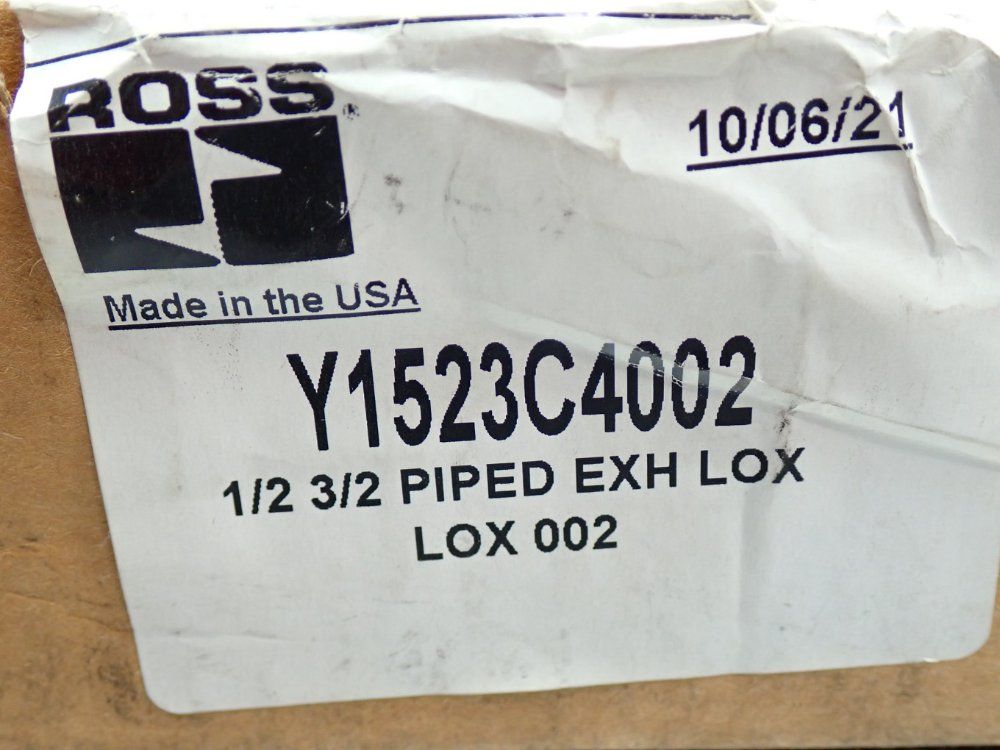 ROSS®
10/06/21
Made in the USA
Y1523C4002
1/2 3/2 PIPED EXH LOX
LOX 002